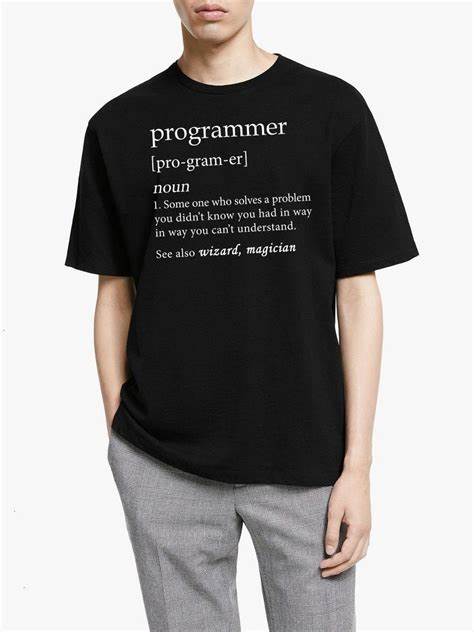 programmer
[pro-gram-er]
noun
1. Some one who solves a problem
you didn't know you had in way
in way you can't understand.
See also wizard, magician